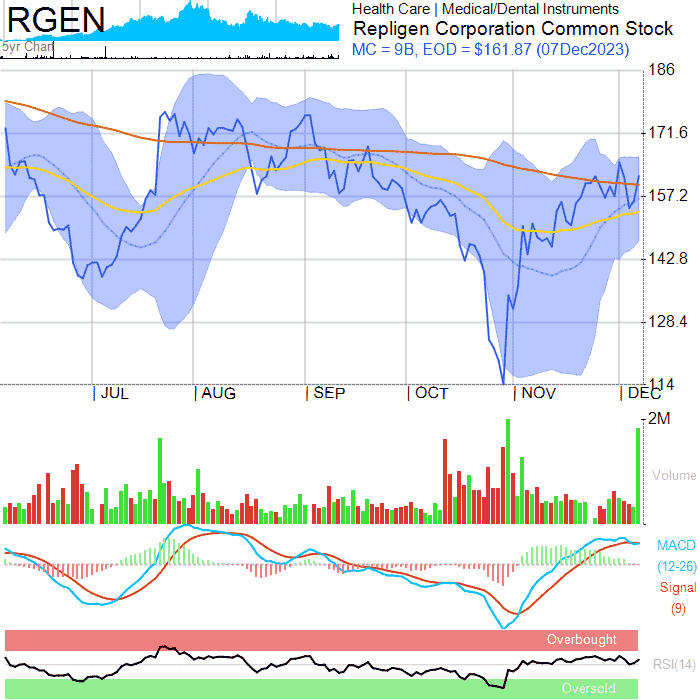 RGEN
5yr Chart
Health Care | Medical/Dental Instruments
Repligen Corporation Common Stock
MC = 9B, EOD = $161.87 (07Dec2023)
186
171.6
157.2
142.8
128.4
114
JUL
AUG
SEP
OCT
NOV
DEC
2M
Volume
MACD
(12-26)
Signal
(9)
Overbought
RSI(14)
Oversold